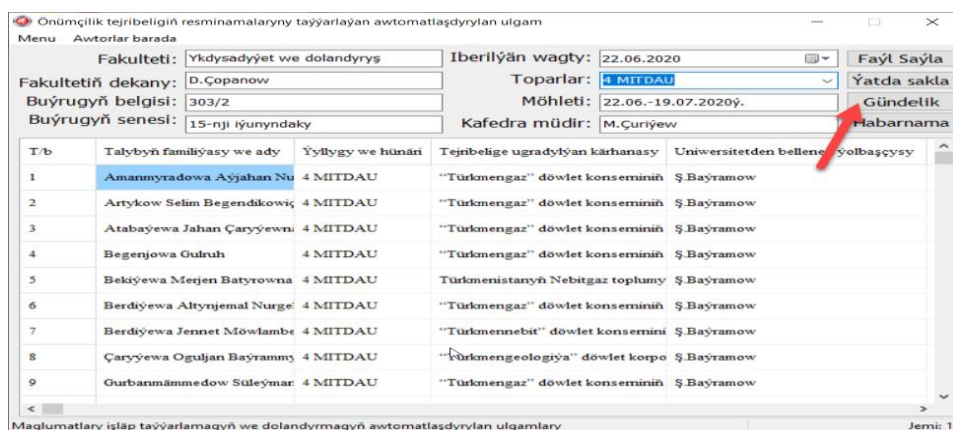 Önümçilik tejribeligiň resminamalaryny taýýarlaýan awtomatlaşdyrylan ulgam
Menu Awtorlar barada
Fakulteti: Ykdysadyýet we dolandyryş Iberilýän wagty: 22.06.2020 Faýl Saýla
Fakultetiň dekany: D.Çopanow Toparlar: 4 MITDAU Ýatda sakla
Buýrugyň belgisi: 303/2 Möhleti: 22.06.-19.07.2020ý. Gündelik
Buýrugyň senesi: 15-nji iýunyndaky Kafedra müdir: M.Çuriýew Habarnama
T/b Talybyň familiýasy we ady Ýyllygy we hünäri Tejribelige ugradylýan kärhanasy Uniwersitetden bellenen ýolbaşçysy
1 Amanmyradowa Aýjahan Nu 4 MITDAU "Türkmengaz" döwlet konserniniň Ş.Baýramow
2 Artykow Selim Begendikowiç 4 MITDAU "Türkmengaz" döwlet konserniniň Ş.Baýramow
3 Atabaýewa Jahan Çaryýewna 4 MITDAU "Türkmengaz" döwlet konserniniň Ş.Baýramow
4 Begenjowa Gulruh 4 MITDAU "Türkmengaz" döwlet konserniniň Ş.Baýramow
5 Bekiýewa Merjen Batyrowna 4 MITDAU Türkmenistanyň Nebitgaz toplumy Ş.Baýramow
6 Berdiýewa Altynjemal Nurge 4 MITDAU "Türkmengaz" döwlet konserniniň Ş.Baýramow
7 Berdiýewa Jennet Möwlambe 4 MITDAU "Türkmennebit" döwlet konsernini Ş.Baýramow
8 Çaryýewa Oguljan Baýrammy 4 MITDAU "Türkmengeologiýa" döwlet korpo Ş.Baýramow
9 Gurbanmämmedow Süleýman 4 MITDAU "Türkmengaz" döwlet konserniniň Ş.Baýramow
Maglumatlary işläp taýýarlamagyň we dolandyrmagyň awtomatlaşdyrylan ulgamlary Jemi: 1